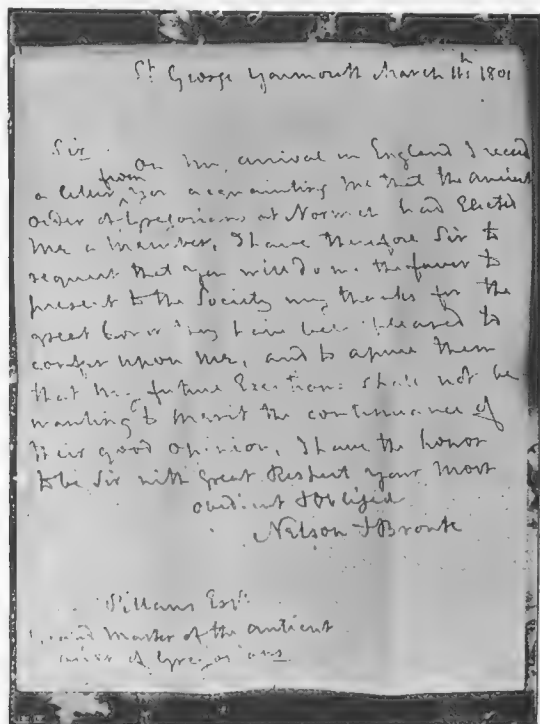 St George Yarmouth March 11th 1801
Sir
On my arrival in England I recd
a letter from you acquainting me that the antient
order of Gregorians at Norwich had Elected
me a member, I have therefore Sir to
request that you will do me the favor to
present to the Society my thanks for the
great honor they have been pleased to
confer upon me, and to assure them
that my future Exertions shall not be
wanting to merit the continuance of
their good opinion, I have the honor
to be Sir with Great Respect your most
obedient & Obliged
Nelson & Bronte
Esqr.
Master of the antient
order of Gregorians